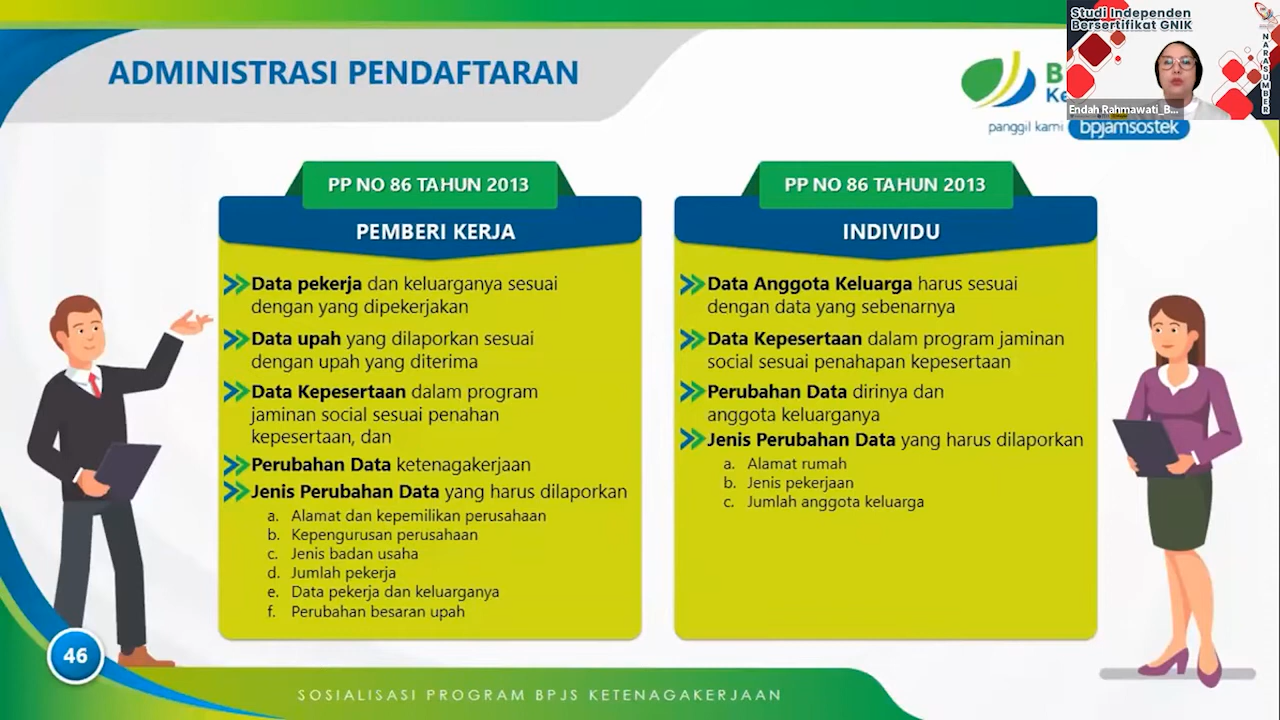 ADMINISTRASI PENDAFTARAN
Studi Independen
Bersertifikat GNIK
NARASUMBER
Endah Rahmawati_B...
panggil kami bpjamsostek
PP NO 86 TAHUN 2013
PEMBERI KERJA
Data pekerja dan keluarganya sesuai
dengan yang dipekerjakan
Data upah yang dilaporkan sesuai
dengan upah yang diterima
Data Kepesertaan dalam program
jaminan social sesuai penahan
kepesertaan, dan
Perubahan Data ketenagakerjaan
Jenis Perubahan Data yang harus dilaporkan
a. Alamat dan kepemilikan perusahaan
b. Kepengurusan perusahaan
c. Jenis badan usaha
d. Jumlah pekerja
e. Data pekerja dan keluarganya
f. Perubahan besaran upah
PP NO 86 TAHUN 2013
INDIVIDU
Data Anggota Keluarga harus sesuai
dengan data yang sebenarnya
Data Kepesertaan dalam program jaminan
social sesuai penahapan kepesertaan
Perubahan Data dirinya dan
anggota keluarganya
Jenis Perubahan Data yang harus dilaporkan
a. Alamat rumah
b. Jenis pekerjaan
c. Jumlah anggota keluarga
46
SOSIALISASI PROGRAM BPJS KETENAGAKERJAAN